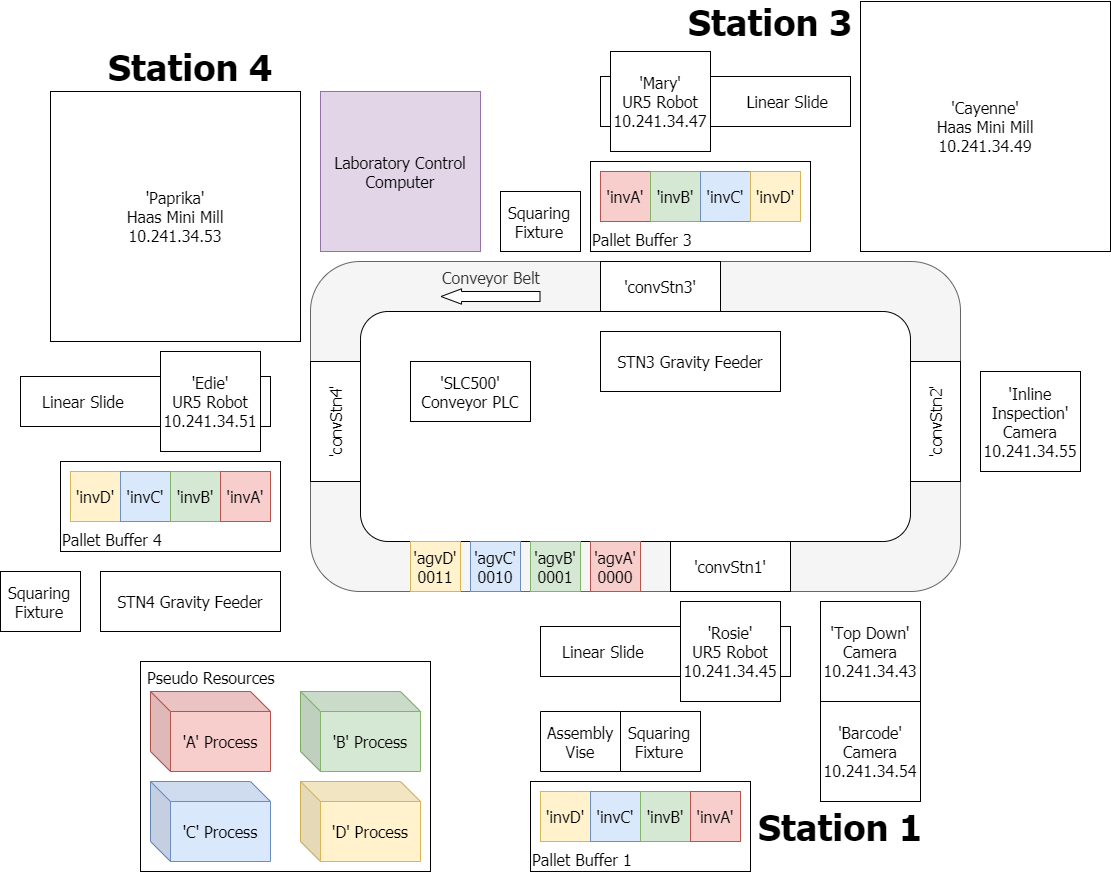 Station 3
Station 4
'Mary'
UR5 Robot
10.241.34.47
Linear Slide
'Cayenne'
Haas Mini Mill
10.241.34.49
'Paprika'
Haas Mini Mill
10.241.34.53
Laboratory Control
Computer
Squaring
Fixture
'invA' 'invB' 'invC' 'invD'
Pallet Buffer 3
Conveyor Belt
'convStn3'
STN3 Gravity Feeder
'SLC500'
Conveyor PLC
Linear Slide
'Edie'
UR5 Robot
10.241.34.51
'convStn4'
'convStn2'
'Inline
Inspection'
Camera
10.241.34.55
'invD' 'invC' 'invB' 'invA'
Pallet Buffer 4
Squaring
Fixture
STN4 Gravity Feeder
'agvD' 'agvC' 'agvB' 'agvA'
0011 0010 0001 0000
'convStn1'
Linear Slide
'Rosie'
UR5 Robot
10.241.34.45
'Top Down'
Camera
10.241.34.43
Pseudo Resources
'A' Process
'B' Process
'C' Process
'D' Process
Assembly
Vise
Squaring
Fixture
'Barcode'
Camera
10.241.34.54
'invD' 'invC' 'invB' 'invA'
Pallet Buffer 1
Station 1